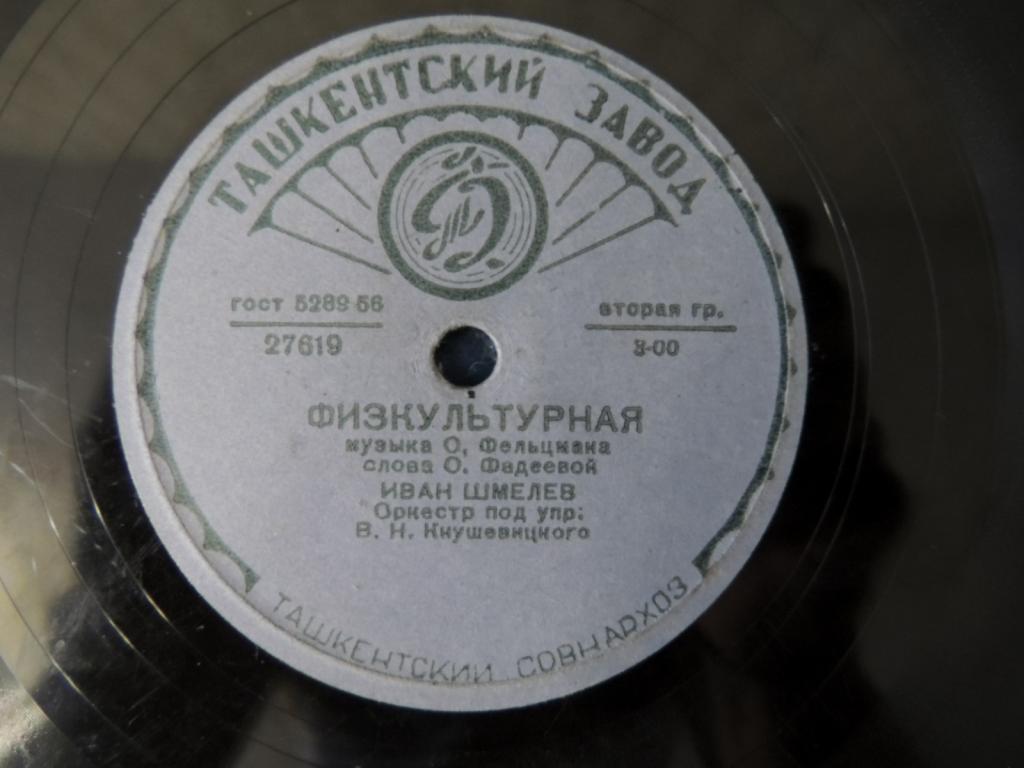 ТАШКЕНТСКИЙ ЗАВОД
гост 5289-56
27619
вторая гр.
3-00
ФИЗКУЛЬТУРНАЯ
музыка О. Фельцмана
слова О. Фадеевой
ИВАН ШМЕЛЕВ
Оркестр под упр:
В. Н. Кнушевицкого
ТАШКЕНТСКИЙ СОВНАРХОЗ